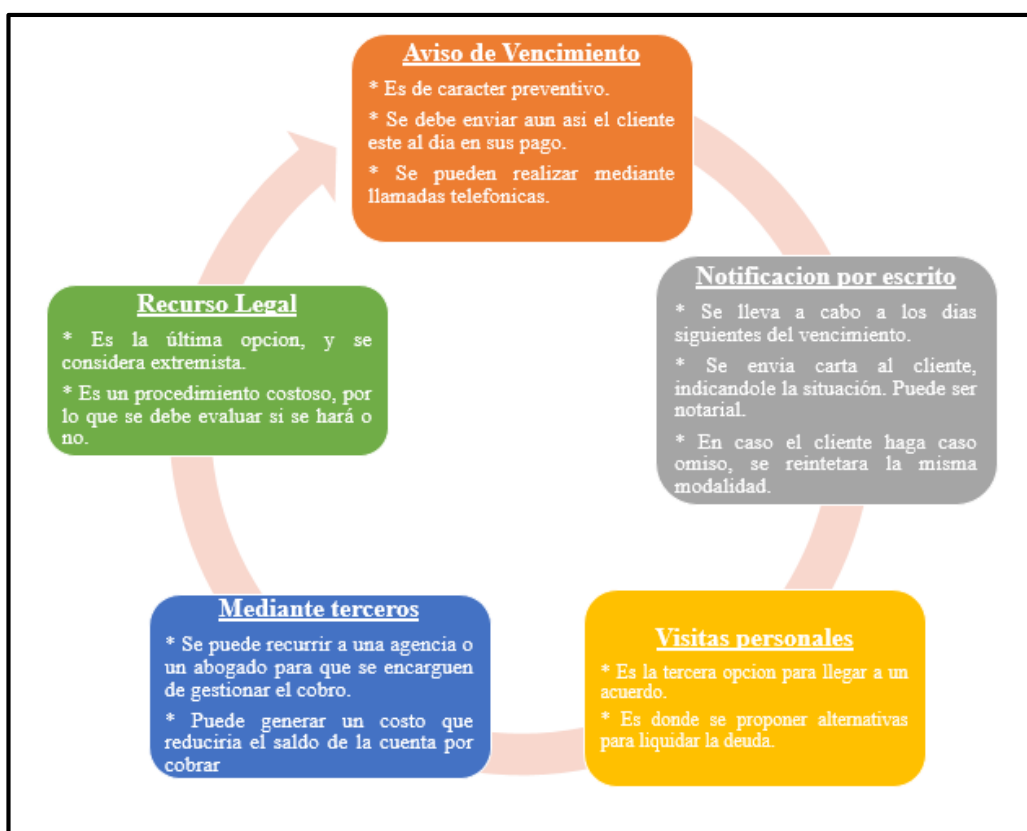 Aviso de Vencimiento
* Es de caracter preventivo.
* Se debe enviar aun asi el cliente
este al dia en sus pago.
* Se pueden realizar mediante
llamadas telefonicas.
Notificacion por escrito
* Se lleva a cabo a los dias
siguientes del vencimiento.
* Se envia carta al cliente,
indicandole la situación. Puede ser
notarial.
* En caso el cliente haga caso
omiso, se reintetara la misma
modalidad.
Visitas personales
* Es la tercera opcion para llegar a un
acuerdo.
* Es donde se proponer alternativas
para liquidar la deuda.
Mediante terceros
* Se puede recurrir a una agencia o
un abogado para que se encarguen
de gestionar el cobro.
* Puede generar un costo que
reduciria el saldo de la cuenta por
cobrar
Recurso Legal
* Es la última opcion, y se
considera extremista.
* Es un procedimiento costoso, por
lo que se debe evaluar si se hará o
no.